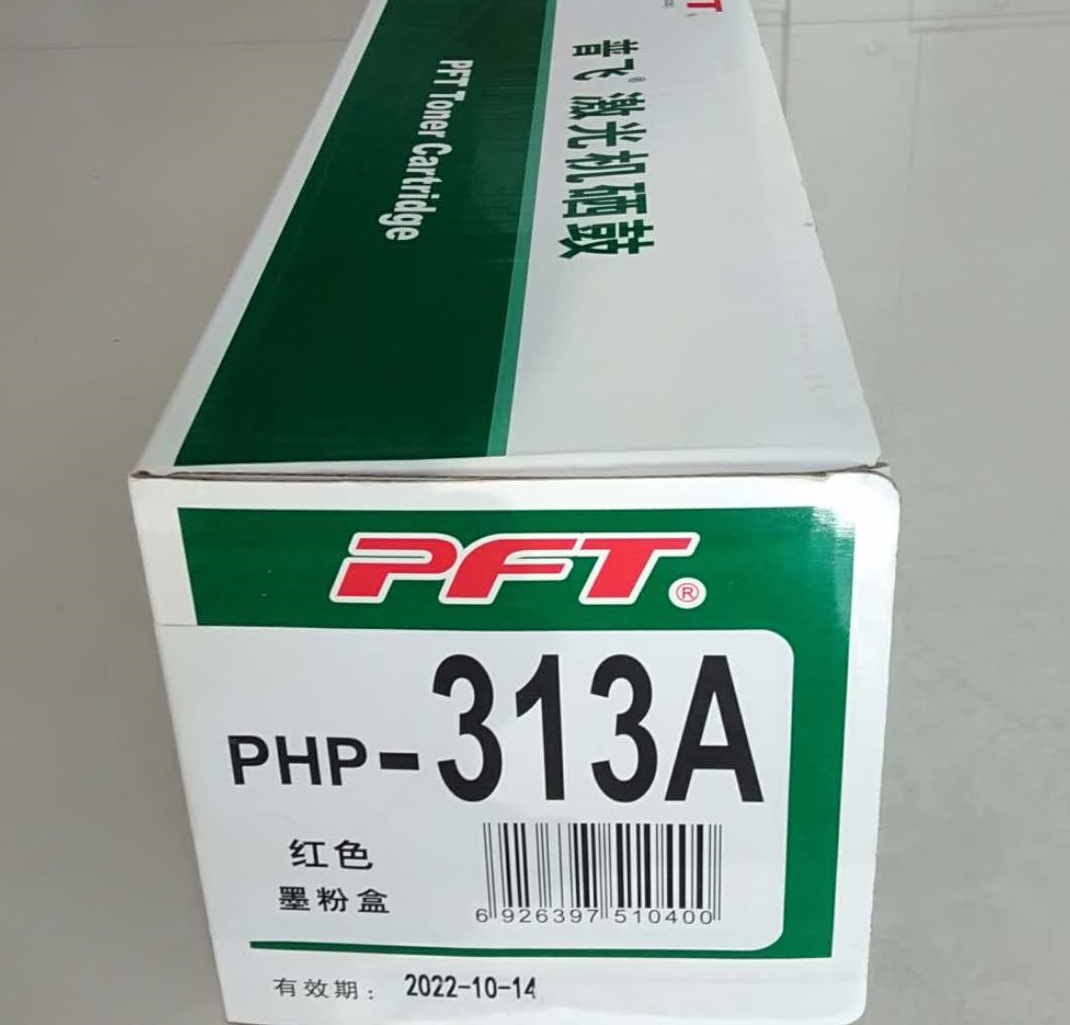 PFT Toner Cartridge
普飞® 激光机硒鼓
PFT®
PHP-313A
红色
墨粉盒
6 926397 510400
有效期： 2022-10-14